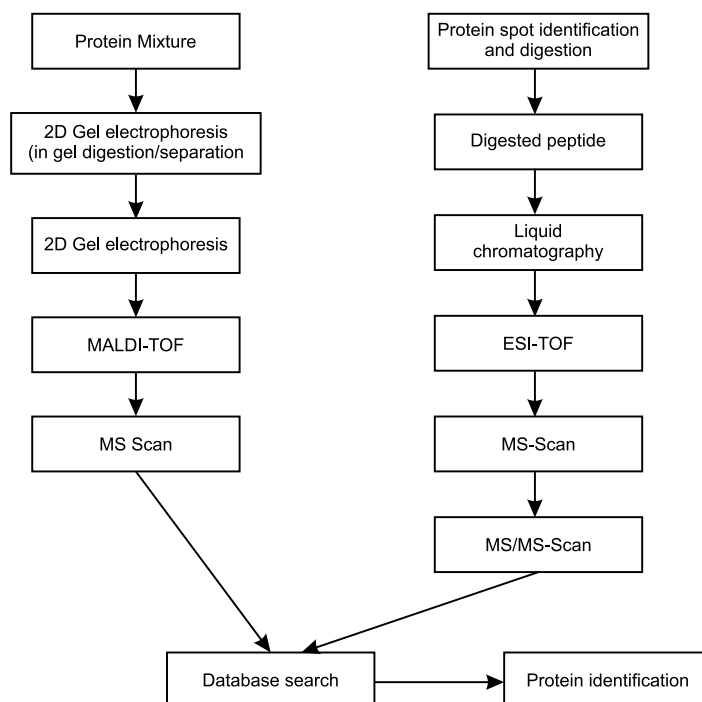 Protein Mixture
2D Gel electrophoresis
(in gel digestion/separation
2D Gel electrophoresis
MALDI-TOF
MS Scan
Protein spot identification
and digestion
Digested peptide
Liquid
chromatography
ESI-TOF
MS-Scan
MS/MS-Scan
Database search
Protein identification